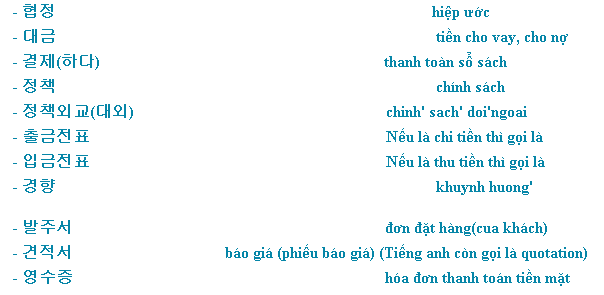 - 협정 hiệp ước
- 대금 tiền cho vay, cho nợ
- 결제(하다) thanh toàn sổ sách
- 정책 chính sách
- 정책외교(대외) chinh' sach' doi'ngoai
- 출금전표 Nếu là chi tiền thì gọi là
- 입금전표 Nếu là thu tiền thì gọi là
- 경향 khuynh huong'
- 발주서 đơn đặt hàng(cua khách)
- 견적서 báo giá (phiếu báo giá) (Tiếng anh còn gọi là quotation)
- 영수증 hóa đơn thanh toán tiền mặt